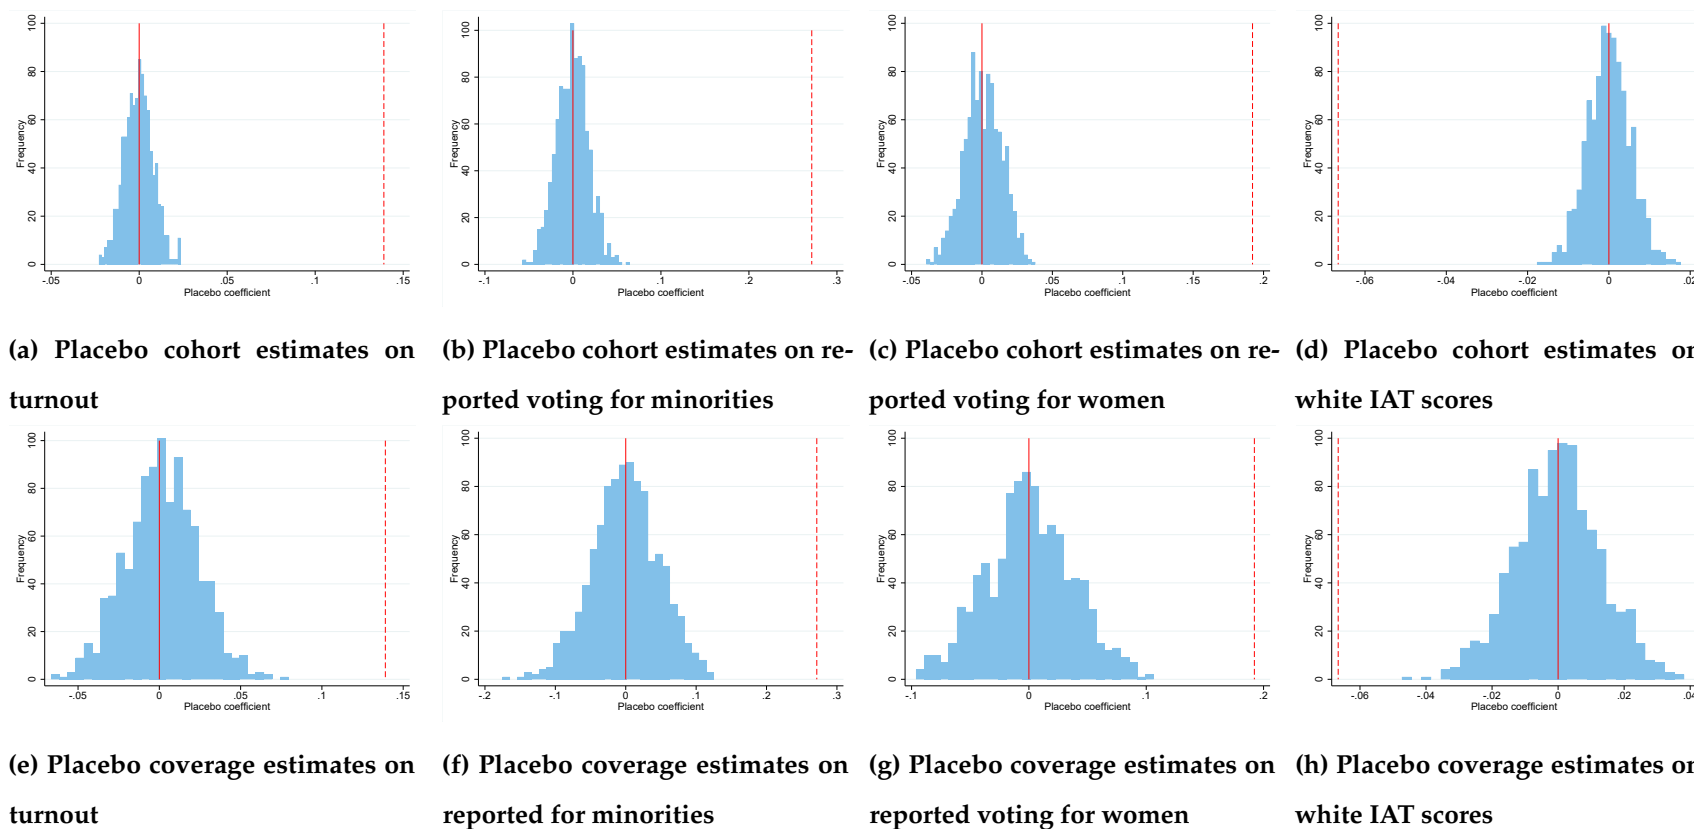 100
80
60
40
20
0
Frequency
-.05 0 .05 .1 .15
Placebo coefficient
(a) Placebo cohort estimates on
turnout
100
80
60
40
20
0
Frequency
-.1 0 .1 .2 .3
Placebo coefficient
(b) Placebo cohort estimates on re-
ported voting for minorities
100
80
60
40
20
0
Frequency
-.05 0 .05 .1 .15 .2
Placebo coefficient
(c) Placebo cohort estimates on re-
ported voting for women
100
80
60
40
20
0
Frequency
-.06 -.04 -.02 0 .02
Placebo coefficient
(d) Placebo cohort estimates on
white IAT scores
100
80
60
40
20
0
Frequency
-.05 0 .05 .1 .15
Placebo coefficient
(e) Placebo coverage estimates on
turnout
100
80
60
40
20
0
Frequency
-.2 -.1 0 .1 .2 .3
Placebo coefficient
(f) Placebo coverage estimates on
reported for minorities
100
80
60
40
20
0
Frequency
-.1 0 .1 .2
Placebo coefficient
(g) Placebo coverage estimates on
reported voting for women
100
80
60
40
20
0
Frequency
-.06 -.04 -.02 0 .02 .04
Placebo coefficient
(h) Placebo coverage estimates on
white IAT scores